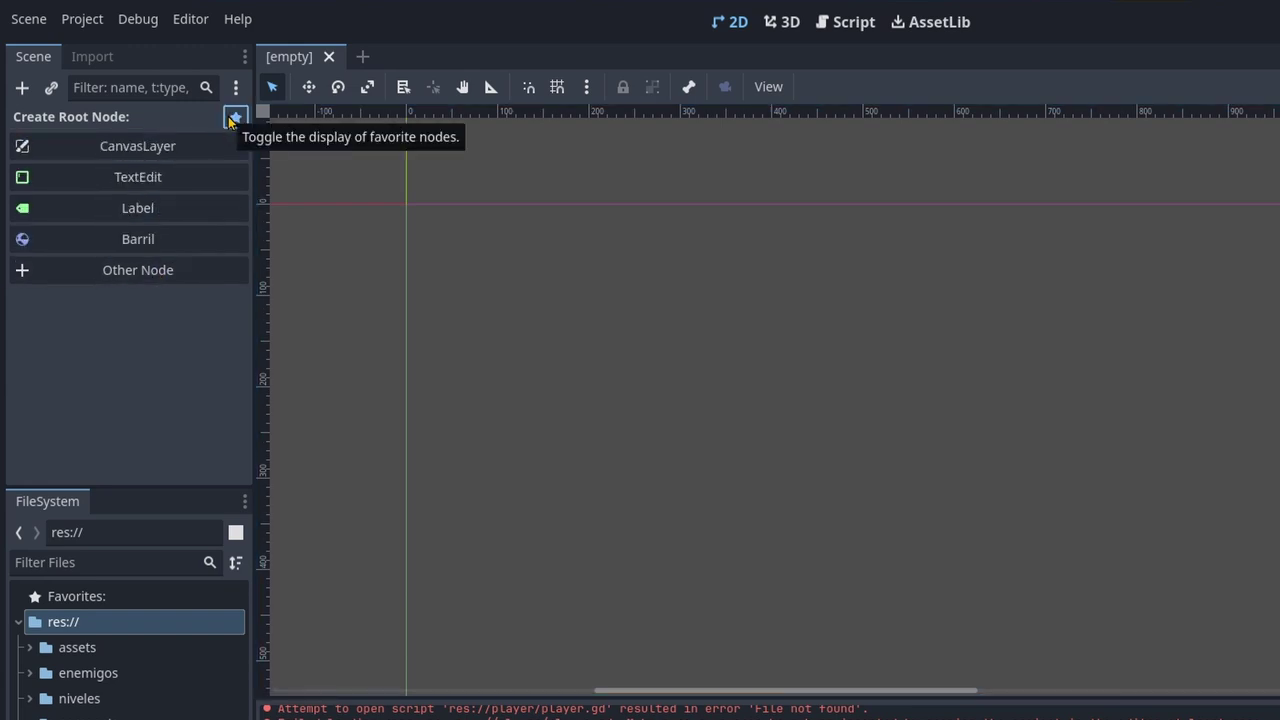 Scene Project Debug Editor Help
2D 3D Script AssetLib
Scene Import
[empty]
Filter: name, t:type,
View
Create Root Node:
Toggle the display of favorite nodes.
-100 0 100 200 300 400 500 600 700 800 900
CanvasLayer
TextEdit
Label
Barril
Other Node
0
100
200
300
400
500
FileSystem
res://
Filter Files
Favorites:
res://
assets
enemigos
niveles
Attempt to open script 'res://player/player.gd' resulted in error 'File not found'.